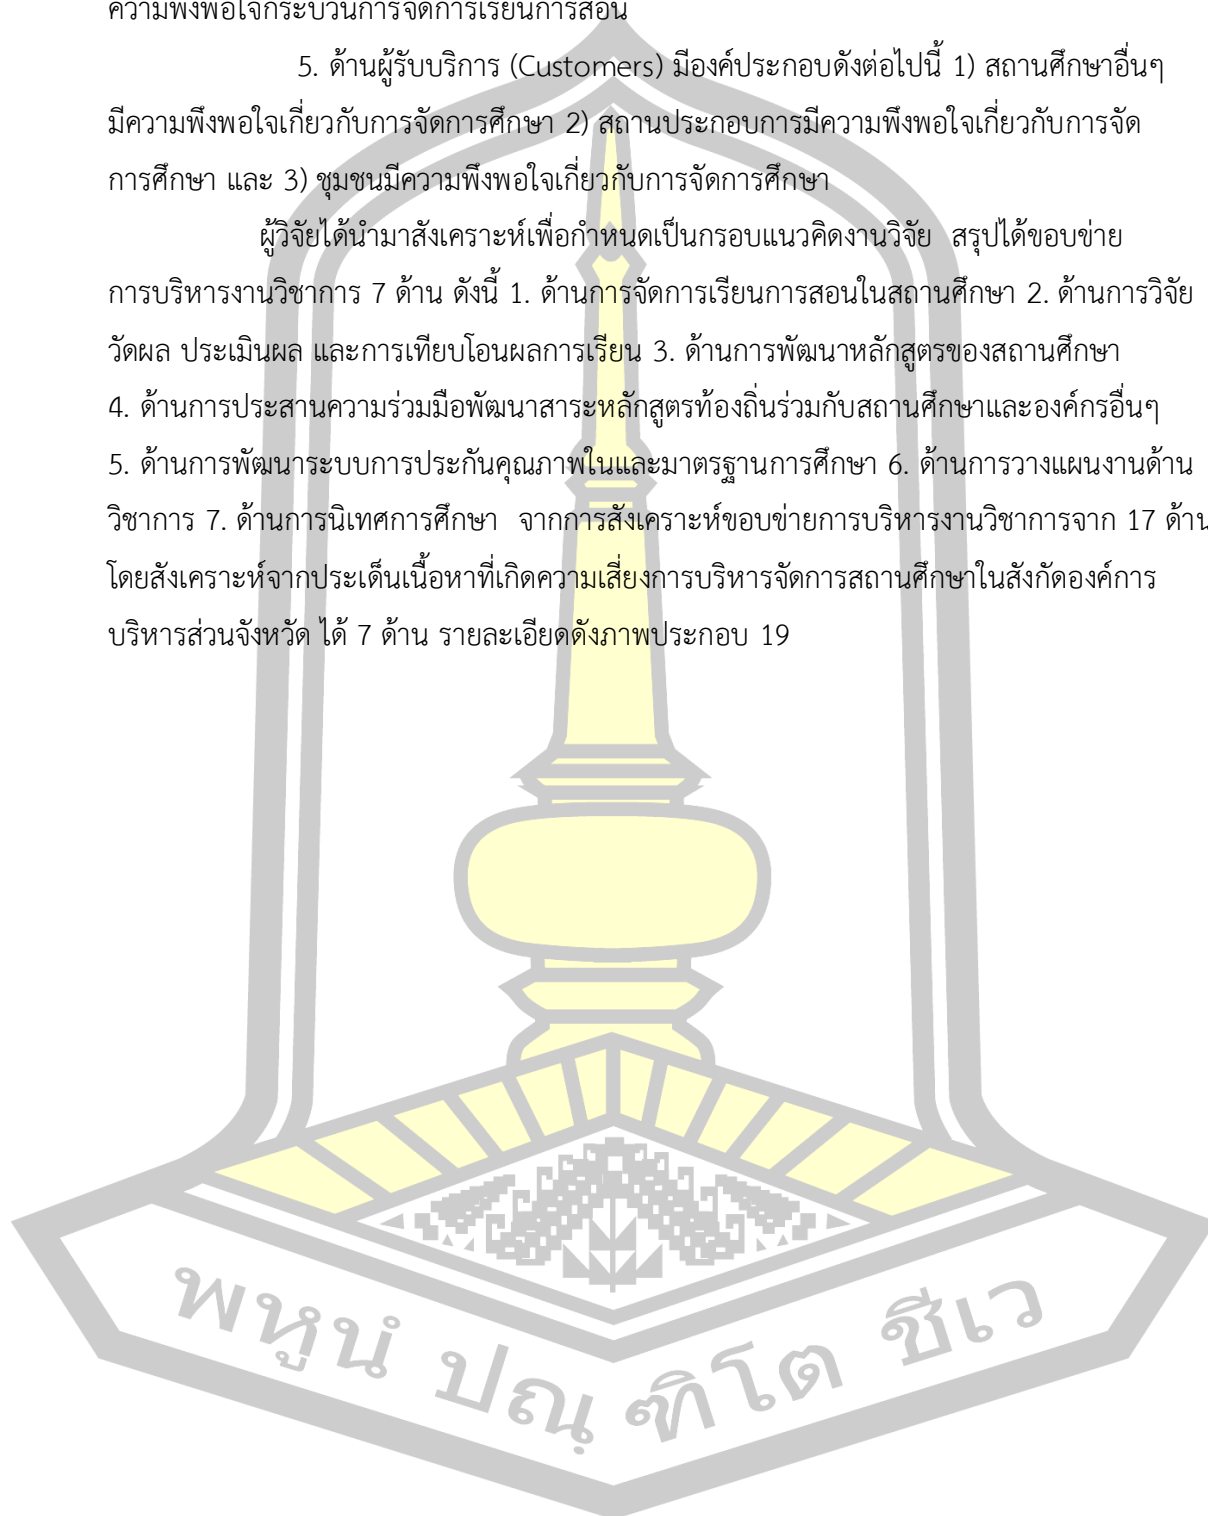 ความพึงพอใจกระบวนการจัดการเรียนการสอน
5. ด้านผู้รับบริการ (Customers) มีองค์ประกอบดังต่อไปนี้ 1) สถานศึกษาอื่นๆ
มีความพึงพอใจเกี่ยวกับการจัดการศึกษา 2) สถานประกอบการมีความพึงพอใจเกี่ยวกับการจัด
การศึกษา และ 3) ชุมชนมีความพึงพอใจเกี่ยวกับการจัดการศึกษา
ผู้วิจัยได้นำมาสังเคราะห์เพื่อกำหนดเป็นกรอบแนวคิดงานวิจัย สรุปได้ขอบข่าย
การบริหารงานวิชาการ 7 ด้าน ดังนี้ 1. ด้านการจัดการเรียนการสอนในสถานศึกษา 2. ด้านการวิจัย
วัดผล ประเมินผล และการเทียบโอนผลการเรียน 3. ด้านการพัฒนาหลักสูตรของสถานศึกษา
4. ด้านการประสานความร่วมมือพัฒนาสาระหลักสูตรท้องถิ่นร่วมกับสถานศึกษาและองค์กรอื่นๆ
5. ด้านการพัฒนาระบบการประกันคุณภาพในและมาตรฐานการศึกษา 6. ด้านการวางแผนงานด้าน
วิชาการ 7. ด้านการนิเทศการศึกษา จากการสังเคราะห์ขอบข่ายการบริหารงานวิชาการจาก 17 ด้าน
โดยสังเคราะห์จากประเด็นเนื้อหาที่เกิดความเสี่ยงการบริหารจัดการสถานศึกษาในสังกัดองค์การ
บริหารส่วนจังหวัด ได้ 7 ด้าน รายละเอียดดังภาพประกอบ 19
พหูนํ ปณฺฑิโต ชีเว